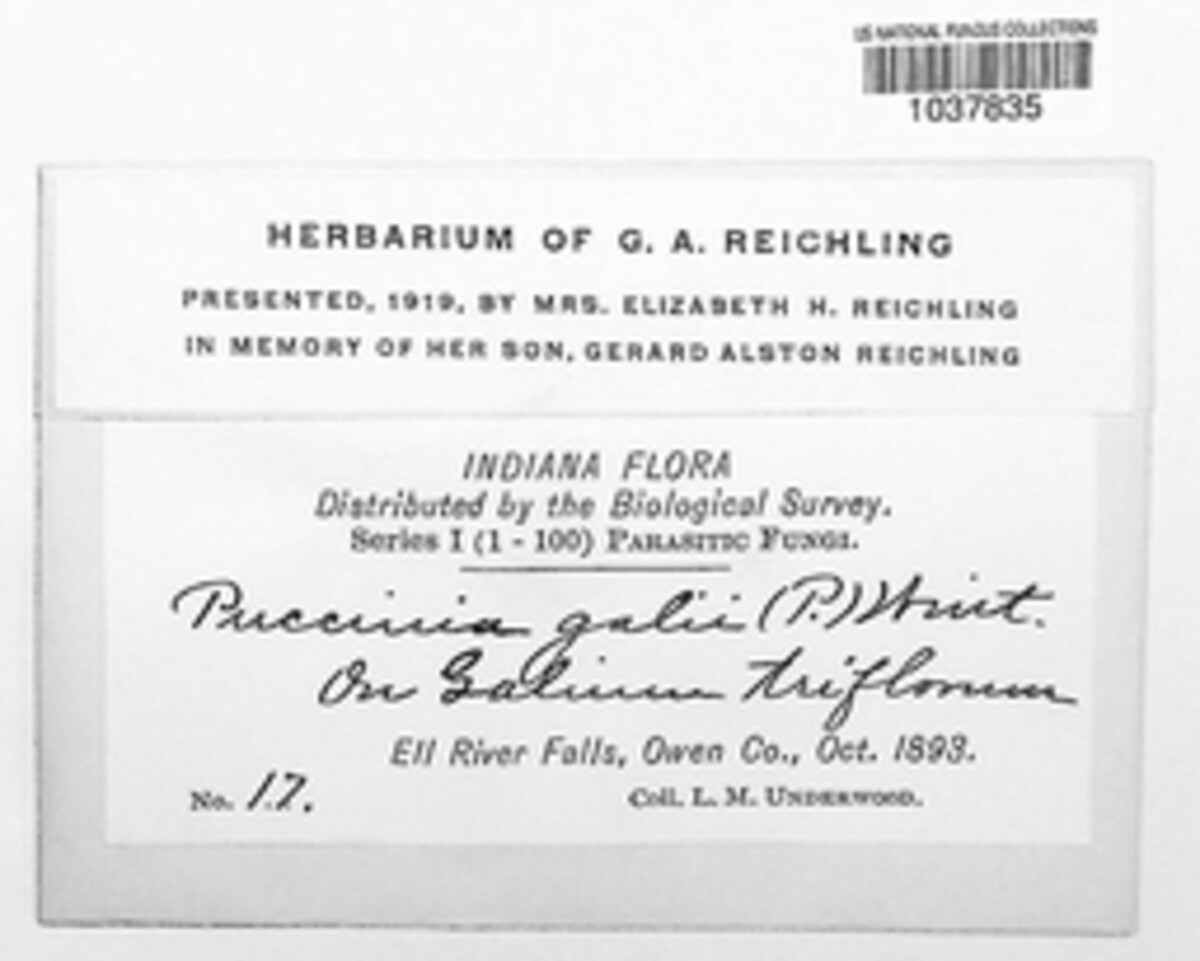 US NATIONAL FUNGUS COLLECTIONS
1037835
HERBARIUM OF G. A. REICHLING
PRESENTED, 1919, BY MRS. ELIZABETH H. REICHLING
IN MEMORY OF HER SON, GERARD ALSTON REICHLING
INDIANA FLORA
Distributed by the Biological Survey.
Series I (1 - 100) PARASITIC FUNGI.
Puccinia galii (P.) Wint.
On Galium triflorum
Ell River Falls, Owen Co., Oct. 1893.
No. 17. Coll. L. M. UNDERWOOD.